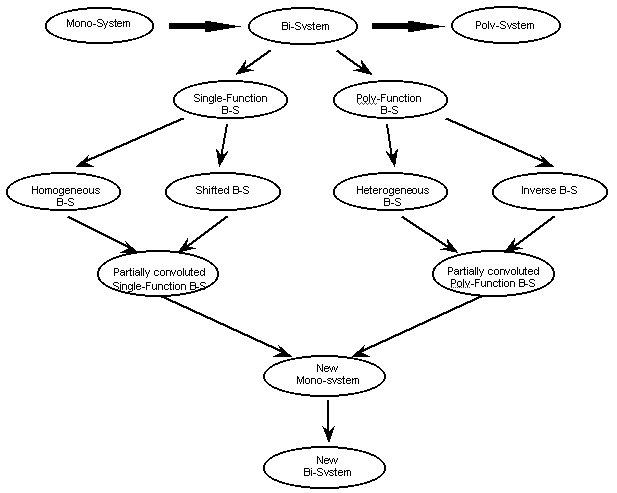 Mono-System
Bi-System
Poly-System
Single-Function
B-S
Poly-Function
B-S
Homogeneous
B-S
Shifted B-S
Heterogeneous
B-S
Inverse B-S
Partially convoluted
Single-Function B-S
Partially convoluted
Poly-Function B-S
New
Mono-system
New
Bi-System